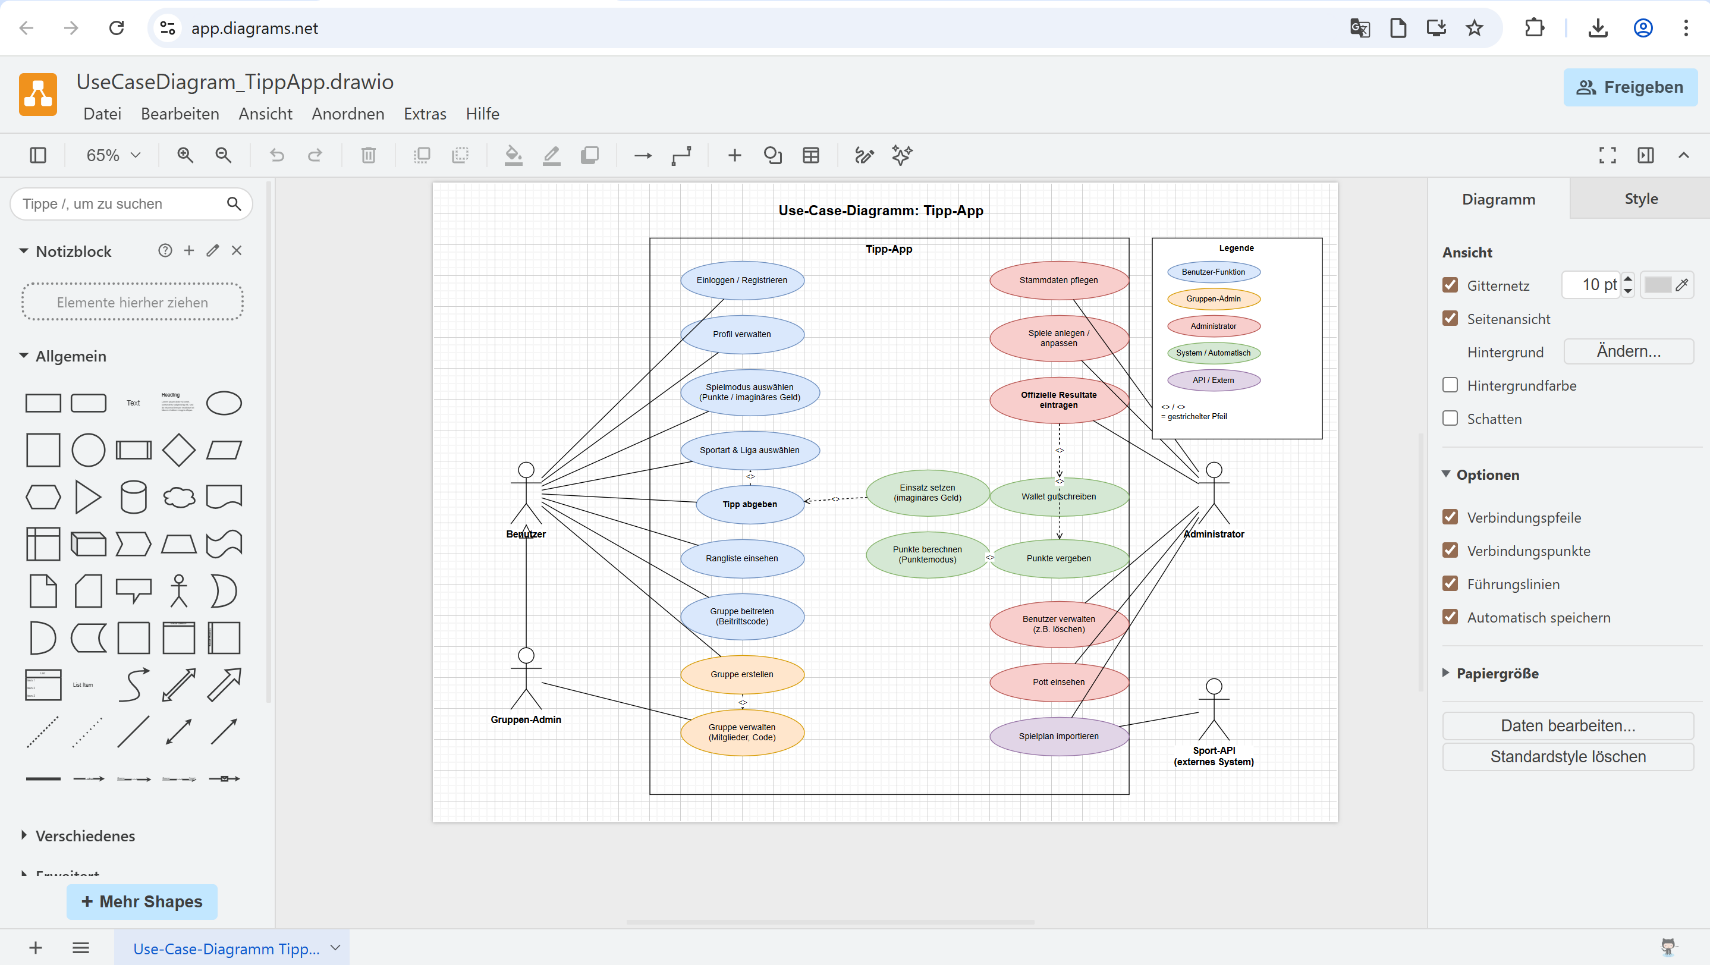 app.diagrams.net
UseCaseDiagram_TippApp.drawio
Datei Bearbeiten Ansicht Anordnen Extras Hilfe
Freigeben
65%
Tippe /, um zu suchen
Notizblock
Elemente hierher ziehen
Allgemein
Text
Heading
List Item
Verschiedenes
Erweitert
+ Mehr Shapes
Use-Case-Diagramm: Tipp-App
Tipp-App
Einloggen / Registrieren
Profil verwalten
Spielmodus auswählen
(Punkte / imaginäres Geld)
Sportart & Liga auswählen
<>
Tipp abgeben
<>
Rangliste einsehen
Gruppe beitreten
(Beitrittscode)
Gruppe erstellen
<>
Gruppe verwalten
(Mitglieder, Code)
Einsatz setzen
(imaginäres Geld)
Punkte berechnen
(Punktemodus)
<>
Stammdaten pflegen
Spiele anlegen /
anpassen
Offizielle Resultate
eintragen
<>
<>
Wallet gutschreiben
Punkte vergeben
Benutzer verwalten
(z.B. löschen)
Pott einsehen
Spielplan importieren
Benutzer
Gruppen-Admin
Administrator
Sport-API
(externes System)
Legende
Benutzer-Funktion
Gruppen-Admin
Administrator
System / Automatisch
API / Extern
<> / <>
= gestrichelter Pfeil
Diagramm
Style
Ansicht
Gitternetz 10 pt
Seitenansicht
Hintergrund Ändern...
Hintergrundfarbe
Schatten
Optionen
Verbindungspfeile
Verbindungspunkte
Führungslinien
Automatisch speichern
Papiergröße
Daten bearbeiten...
Standardstyle löschen
Use-Case-Diagramm Tipp...